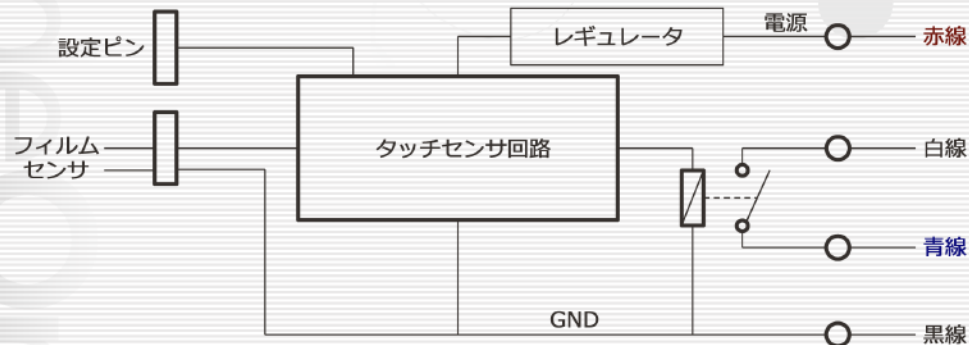 電源
レギュレータ
赤線
設定ピン
フィルム
センサ
タッチセンサ回路
白線
青線
GND
黒線